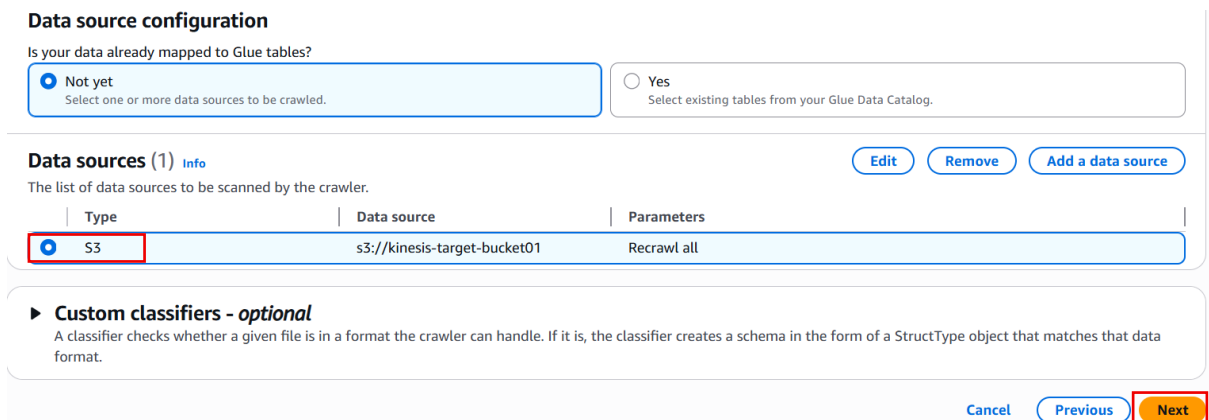 Data source configuration
Is your data already mapped to Glue tables?
Not yet
Select one or more data sources to be crawled.
Yes
Select existing tables from your Glue Data Catalog.
Data sources (1) Info
Edit
Remove
Add a data source
The list of data sources to be scanned by the crawler.
Type Data source Parameters
S3 s3://kinesis-target-bucket01 Recrawl all
Custom classifiers - optional
A classifier checks whether a given file is in a format the crawler can handle. If it is, the classifier creates a schema in the form of a StructType object that matches that data
format.
Cancel Previous Next